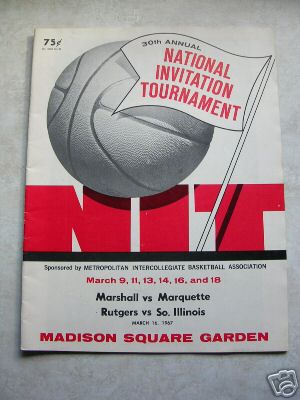 75¢
30th ANNUAL
NATIONAL
INVITATION
TOURNAMENT
NIT
Sponsored by METROPOLITAN INTERCOLLEGIATE BASKETBALL ASSOCIATION
March 9, 11, 13, 14, 16, and 18
Marshall vs Marquette
Rutgers vs So. Illinois
MARCH 16, 1967
MADISON SQUARE GARDEN